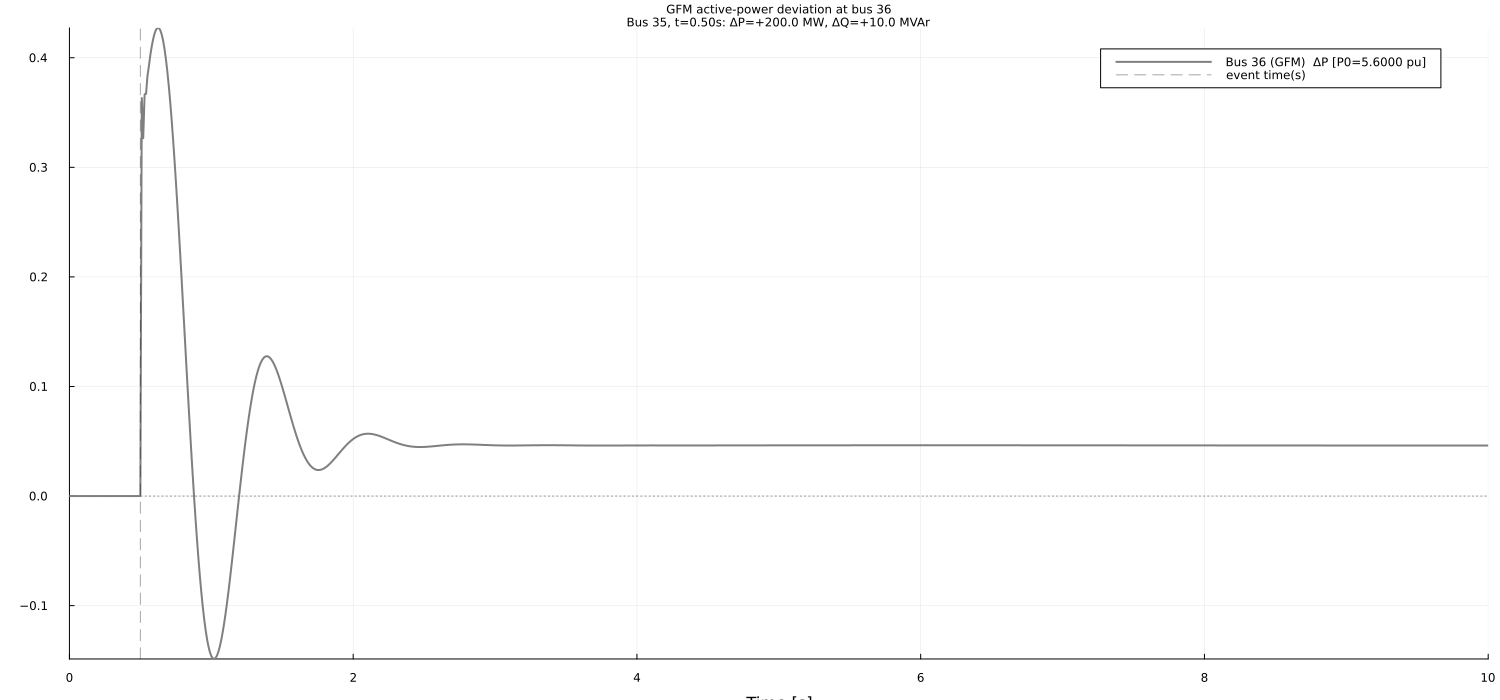 GFM active-power deviation at bus 36
Bus 35, t=0.50s: ΔP=+200.0 MW, ΔQ=+10.0 MVAr
Bus 36 (GFM)  ΔP [P0=5.6000 pu]
event time(s)
0.4
0.3
0.2
0.1
0.0
−0.1
0 2 4 6 8 10
Time [s]